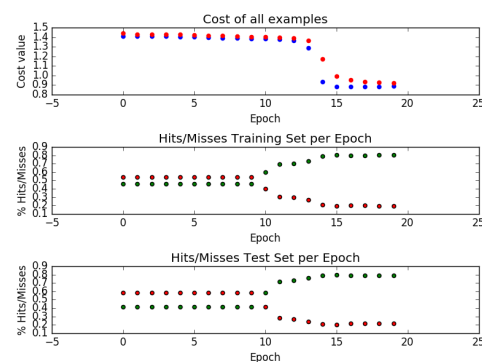 Cost of all examples
Cost value
1.5
1.4
1.3
1.2
1.1
1.0
0.9
0.8
−5 0 5 10 15 20 25
Epoch
Hits/Misses Training Set per Epoch
% Hits/Misses
0.9
0.8
0.7
0.6
0.5
0.4
0.3
0.2
0.1
−5 0 5 10 15 20 25
Epoch
Hits/Misses Test Set per Epoch
% Hits/Misses
0.9
0.8
0.7
0.6
0.5
0.4
0.3
0.2
0.1
−5 0 5 10 15 20 25
Epoch